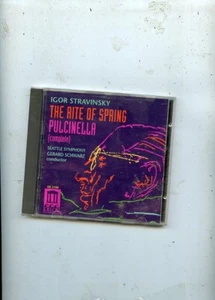 IGOR STRAVINSKY
THE RITE OF SPRING
PULCINELLA
(complete)
SEATTLE SYMPHONY
GERARD SCHWARZ
conductor